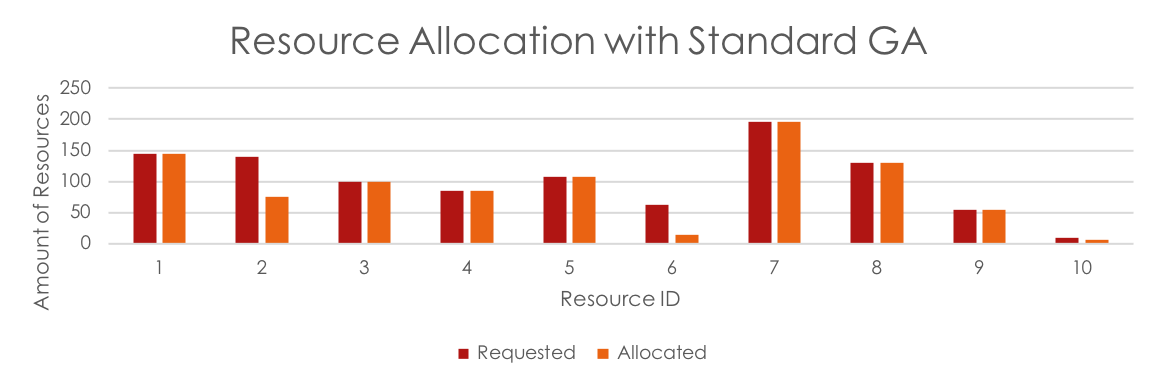 Resource Allocation with Standard GA
Amount of Resources
250
200
150
100
50
0
1 2 3 4 5 6 7 8 9 10
Resource ID
Requested Allocated